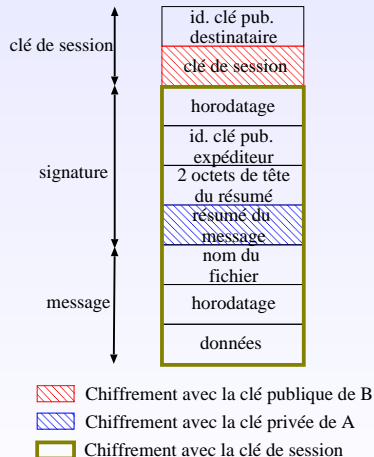 id. clé pub.
destinataire
clé de session
clé de session
horodatage
id. clé pub.
expéditeur
signature
2 octets de tête
du résumé
résumé du
message
nom du
fichier
message
horodatage
données
Chiffrement avec la clé publique de B
Chiffrement avec la clé privée de A
Chiffrement avec la clé de session